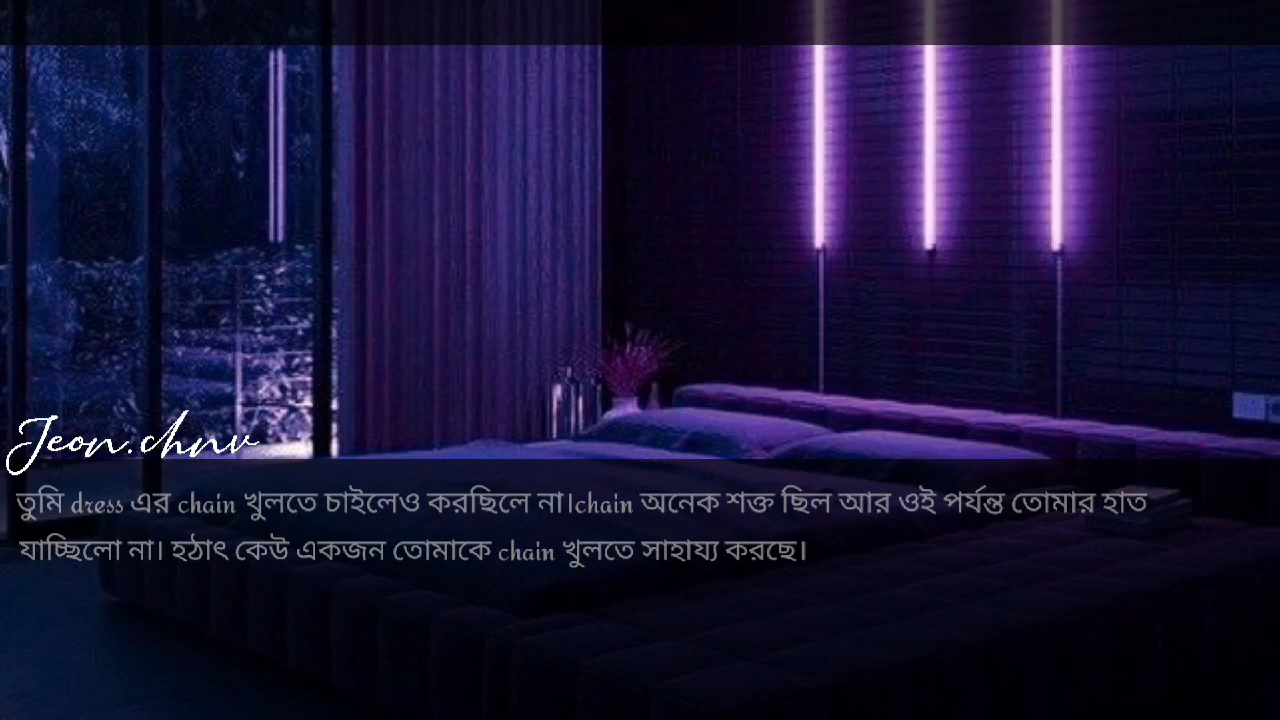 Jeon.chnv
তুমি dress এর chain খুলতে চাইলেও করছিলে না।chain অনেক শক্ত ছিল আর ওই পর্যন্ত তোমার হাত
যাচ্ছিলো না। হঠাৎ কেউ একজন তোমাকে chain খুলতে সাহায্য করছে।